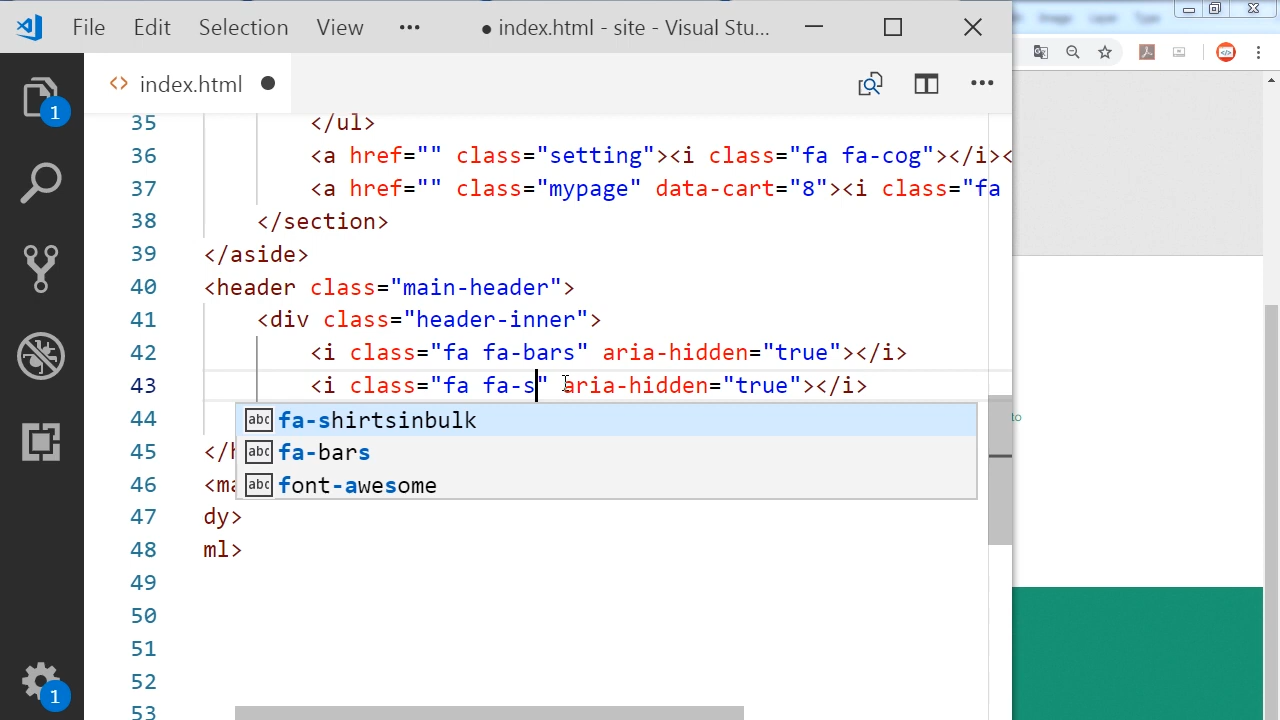 File Edit Selection View ••• ● index.html - site - Visual Stu...
<> index.html ●
35 </ul>
36 <a href="" class="setting"><i class="fa fa-cog"></i><
37 <a href="" class="mypage" data-cart="8"><i class="fa
38 </section>
39 </aside>
40 <header class="main-header">
41 <div class="header-inner">
42 <i class="fa fa-bars" aria-hidden="true"></i>
43 <i class="fa fa-s" aria-hidden="true"></i>
44
abc fa-shirtsinbulk
45 </h
abc fa-bars
46 <ma
abc font-awesome
47 dy>
48 ml>
49
50
51
52
53
1
1
to